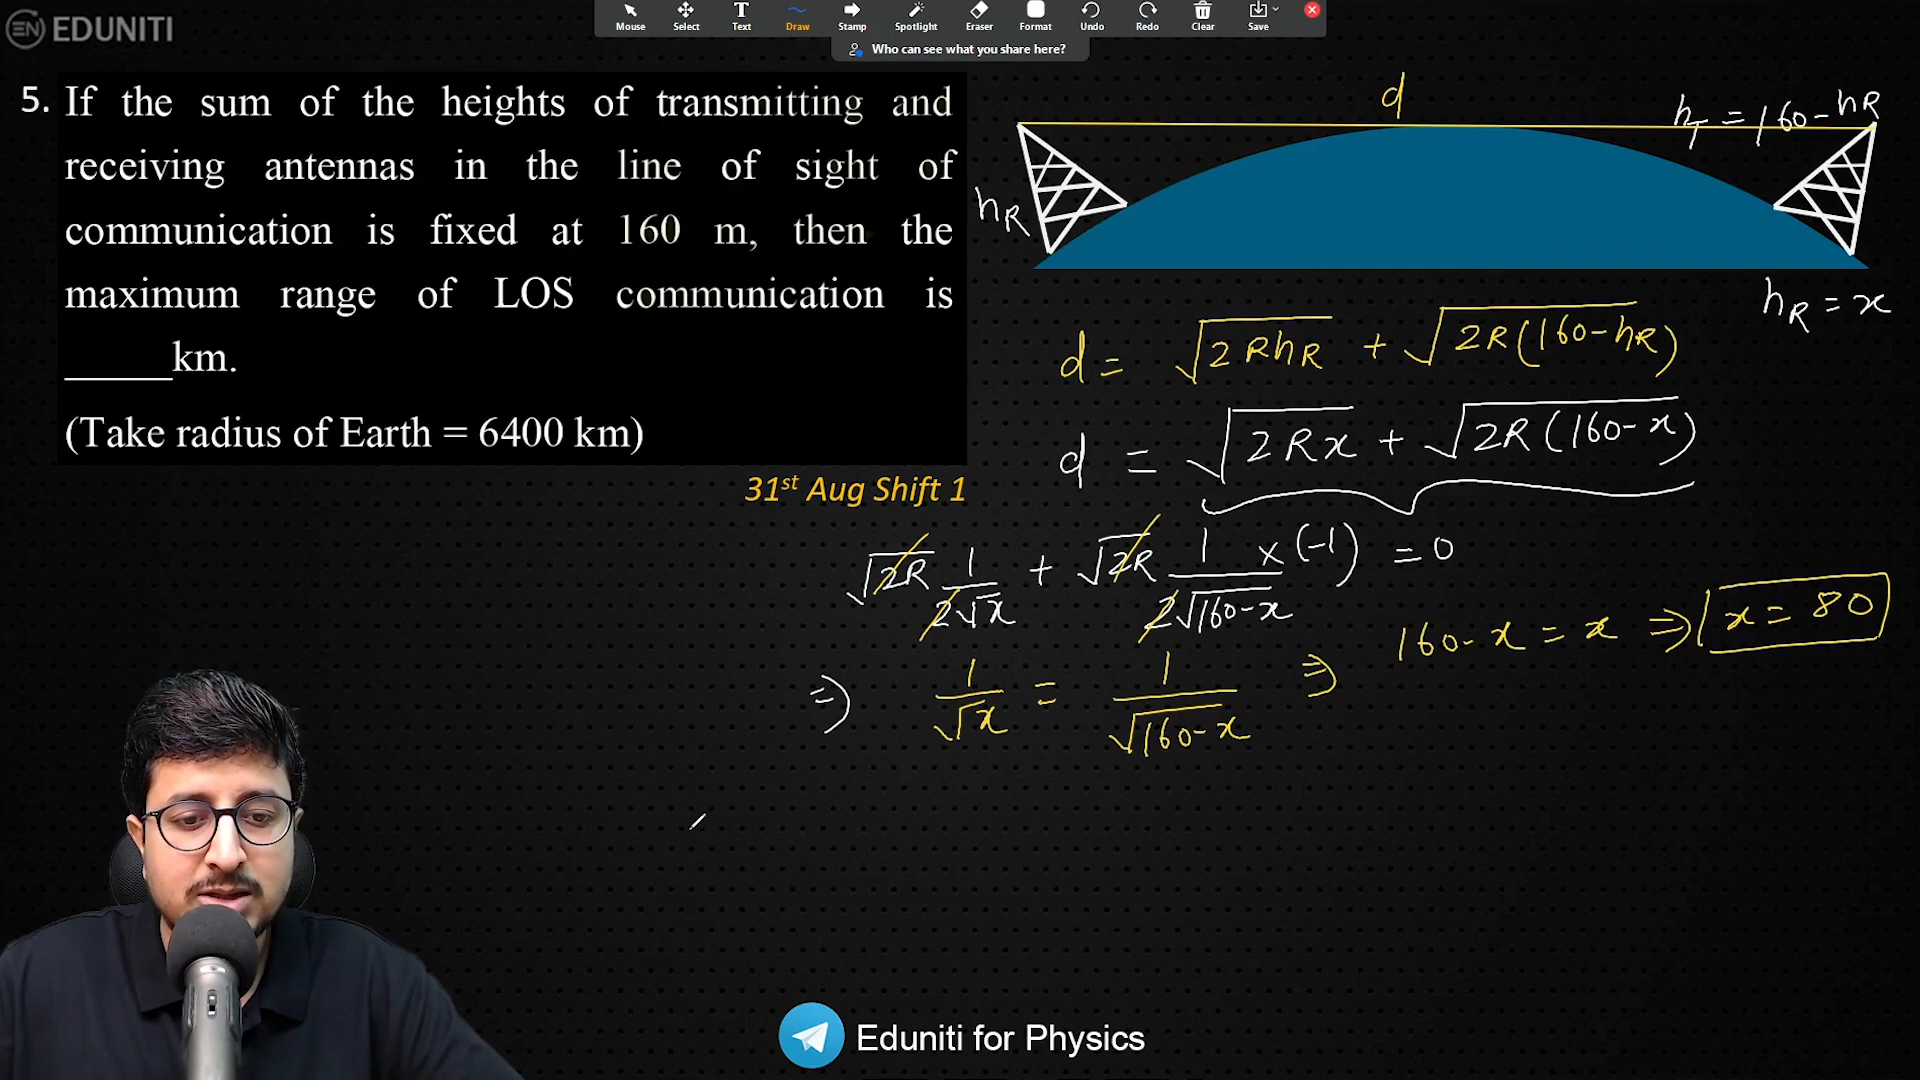 EN EDUNITI
Mouse Select Text Draw Stamp Spotlight Eraser Format Undo Redo Clear Save
Who can see what you share here?
5. If the sum of the heights of transmitting and
receiving antennas in the line of sight of
communication is fixed at 160 m, then the
maximum range of LOS communication is
_____km.
(Take radius of Earth = 6400 km)
31st Aug Shift 1
d
hT = 160-hR
hR
hR = x
d = √2RhR + √2R(160-hR)
d = √2Rx + √2R(160-x)
√2R 1/2√x + √2R 1/2√160-x x (-1) = 0
160-x = x ⇒ x = 80
⇒ 1/√x = 1/√160-x ⇒
Eduniti for Physics